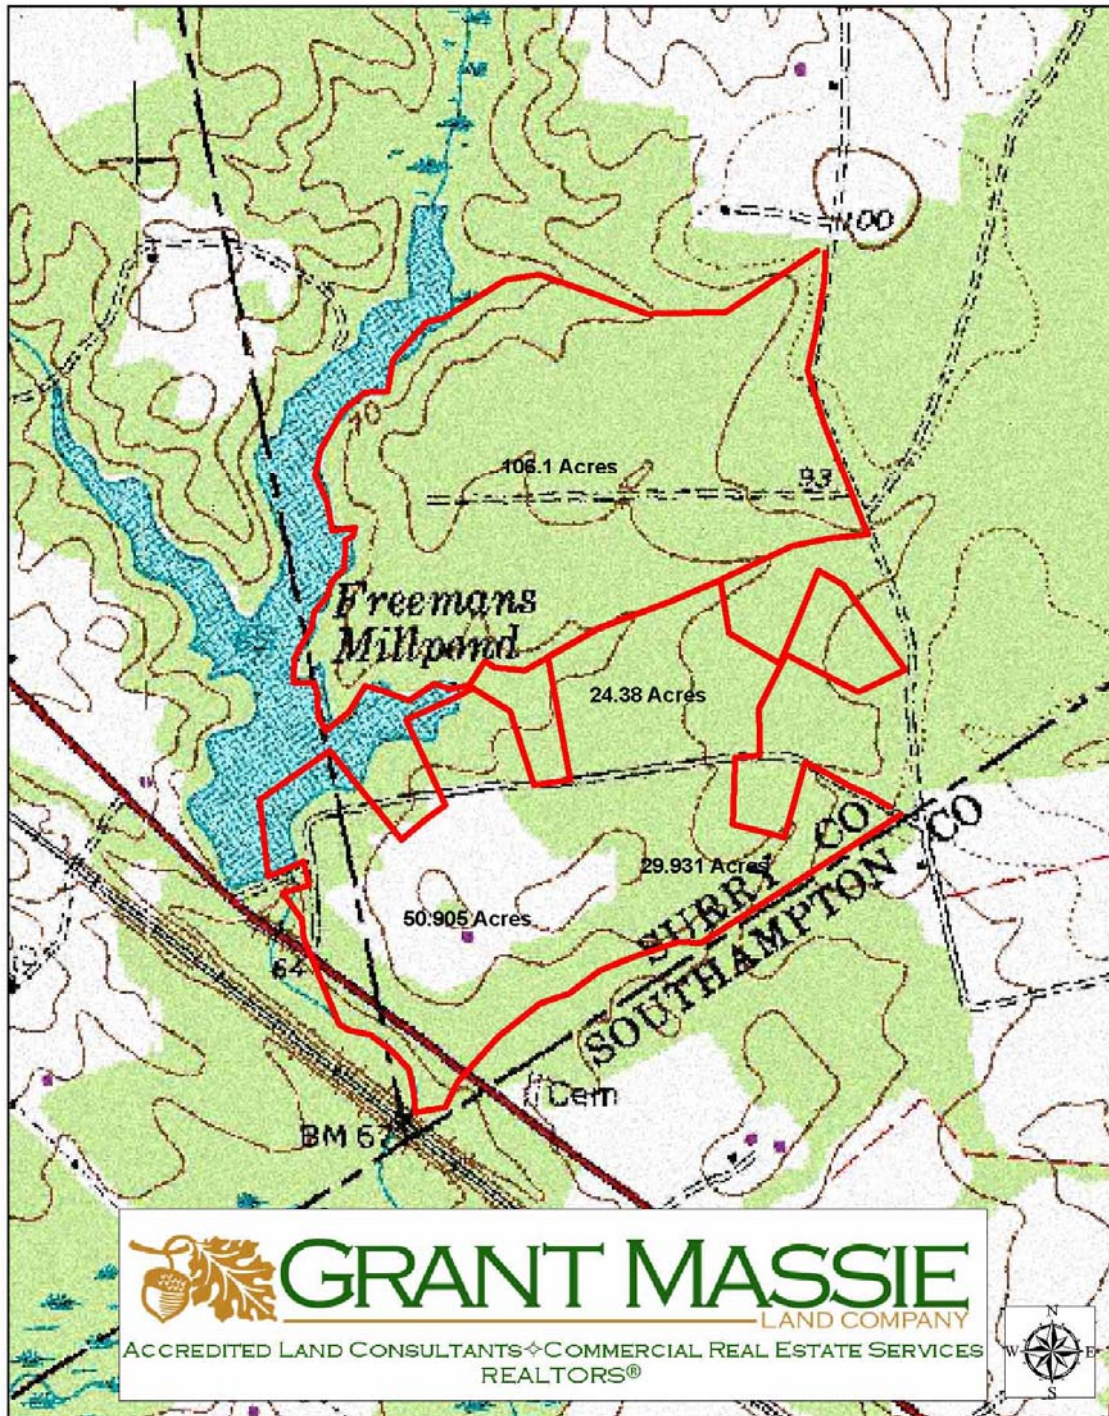 100
70
106.1 Acres
93
Freemans
Millpond
24.38 Acres
29.931 Acres
SURRY CO
SOUTHAMPTON CO
50.905 Acres
64
Cem
BM 67
GRANT MASSIE
LAND COMPANY
ACCREDITED LAND CONSULTANTS✧COMMERCIAL REAL ESTATE SERVICES
REALTORS®
N
W E
S